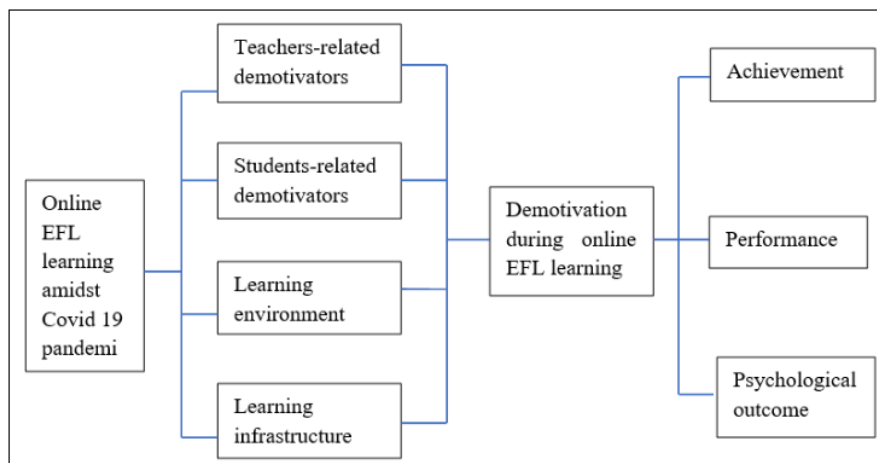 Online
EFL
learning
amidst
Covid 19
pandemi
Teachers-related
demotivators
Students-related
demotivators
Learning
environment
Learning
infrastructure
Demotivation
during online
EFL learning
Achievement
Performance
Psychological
outcome